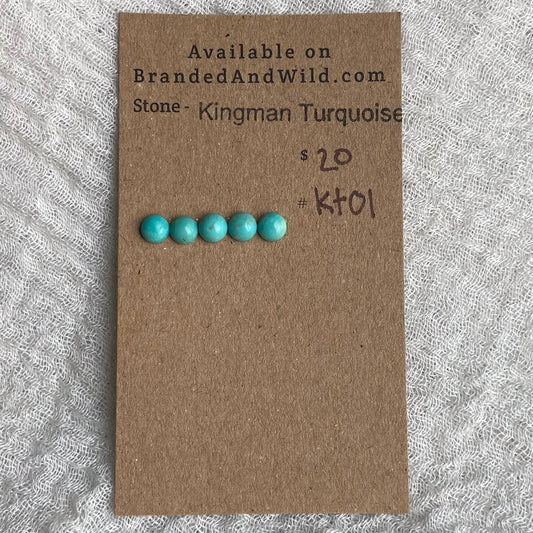 Available on
BrandedAndWild.com
Stone - Kingman Turquoise
$ 20
# Kt01